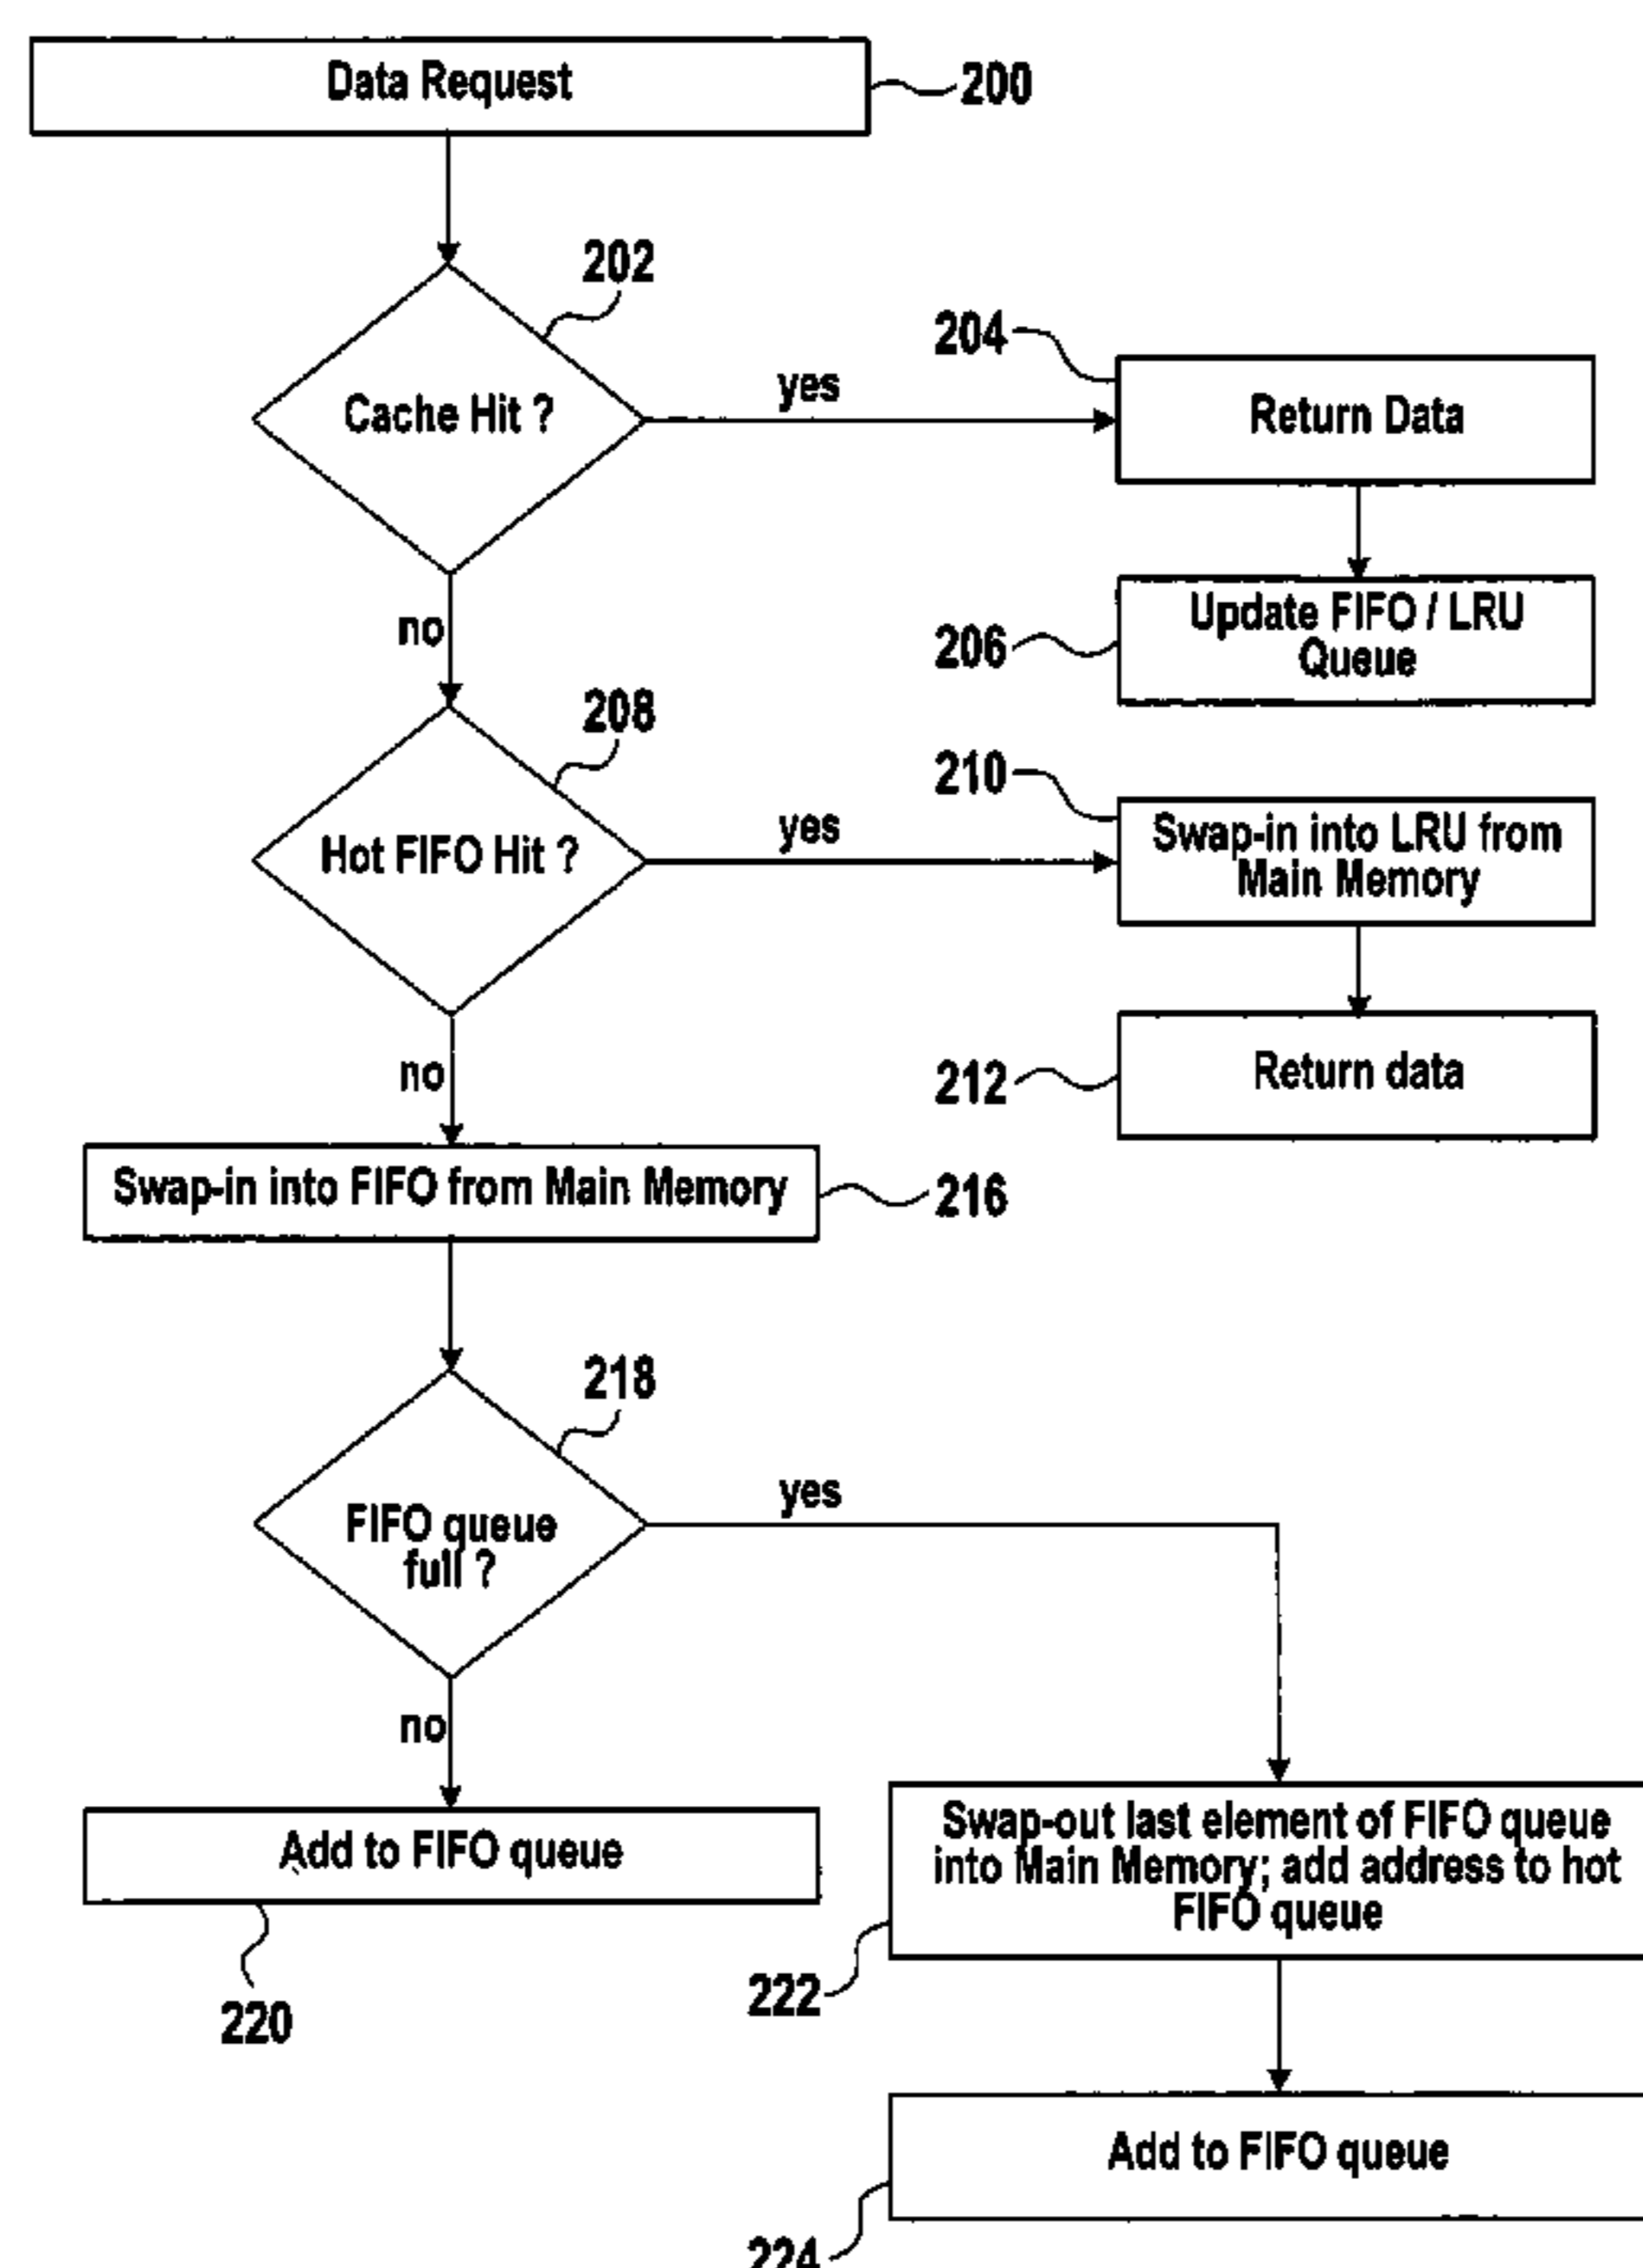 Data Request
200
202
Cache Hit ?
yes
204
Return Data
no
206
Update FIFO / LRU
Queue
208
Hot FIFO Hit ?
yes
210
Swap-in into LRU from
Main Memory
no
212
Return data
Swap-in into FIFO from Main Memory
216
218
FIFO queue
full ?
yes
no
Add to FIFO queue
220
Swap-out last element of FIFO queue
into Main Memory; add address to hot
FIFO queue
222
Add to FIFO queue
224